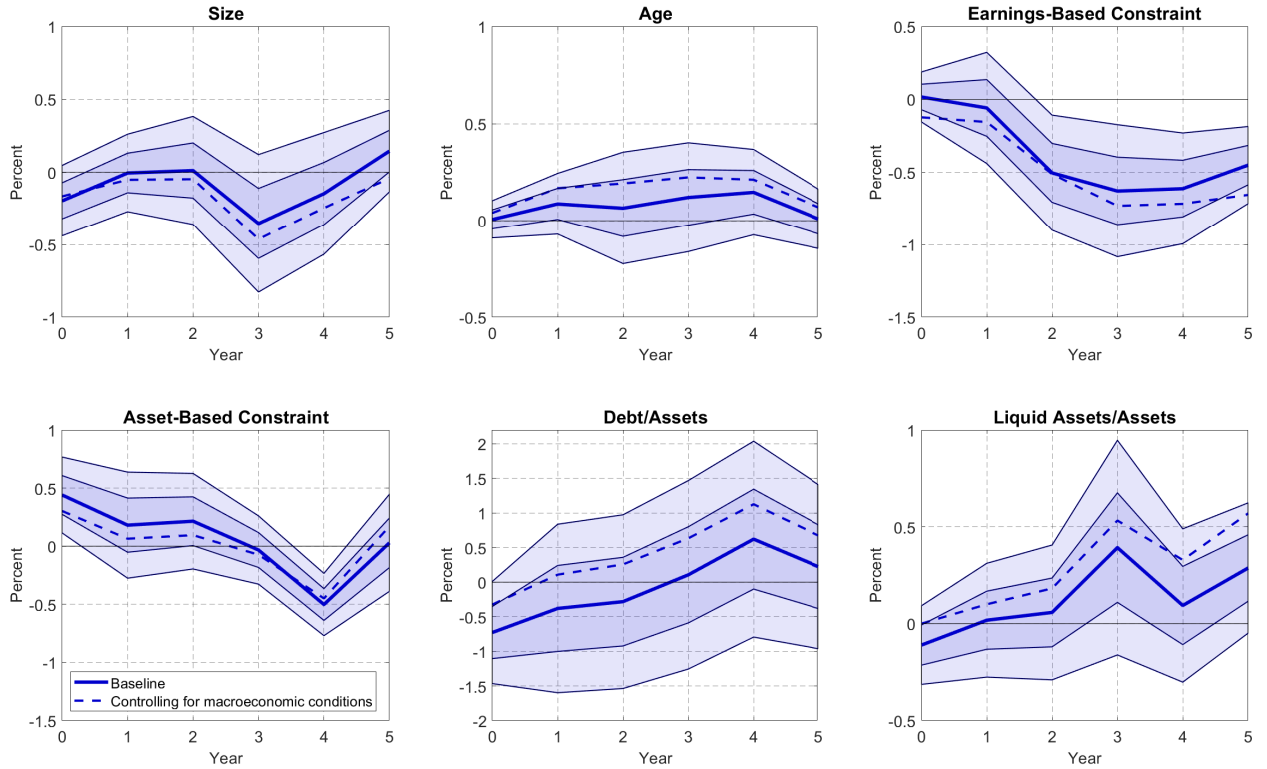 Size
Percent
1
0.5
0
-0.5
-1
0 1 2 3 4 5
Year
Age
Percent
1
0.5
0
-0.5
0 1 2 3 4 5
Year
Earnings-Based Constraint
Percent
0.5
0
-0.5
-1
-1.5
0 1 2 3 4 5
Year
Asset-Based Constraint
Percent
1
0.5
0
-0.5
-1
-1.5
Baseline
Controlling for macroeconomic conditions
0 1 2 3 4 5
Year
Debt/Assets
Percent
2
1.5
1
0.5
0
-0.5
-1
-1.5
-2
0 1 2 3 4 5
Year
Liquid Assets/Assets
Percent
1
0.5
0
-0.5
0 1 2 3 4 5
Year